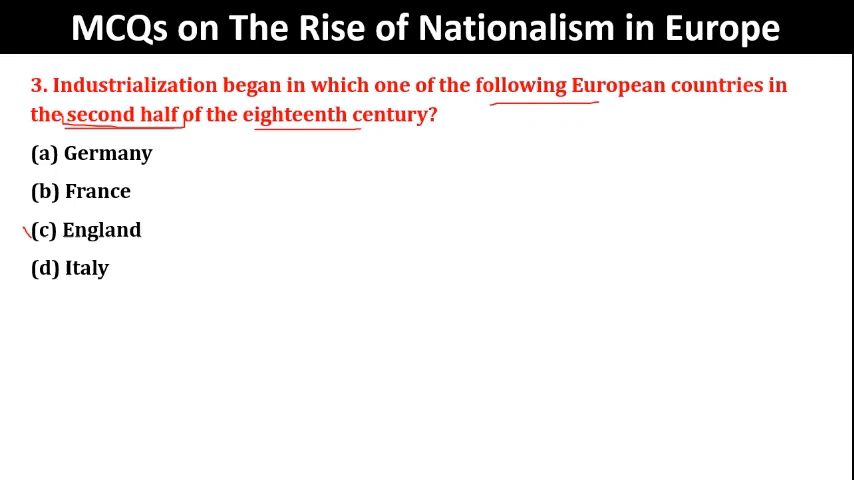 MCQs on The Rise of Nationalism in Europe
3. Industrialization began in which one of the following European countries in
the second half of the eighteenth century?
(a) Germany
(b) France
(c) England
(d) Italy